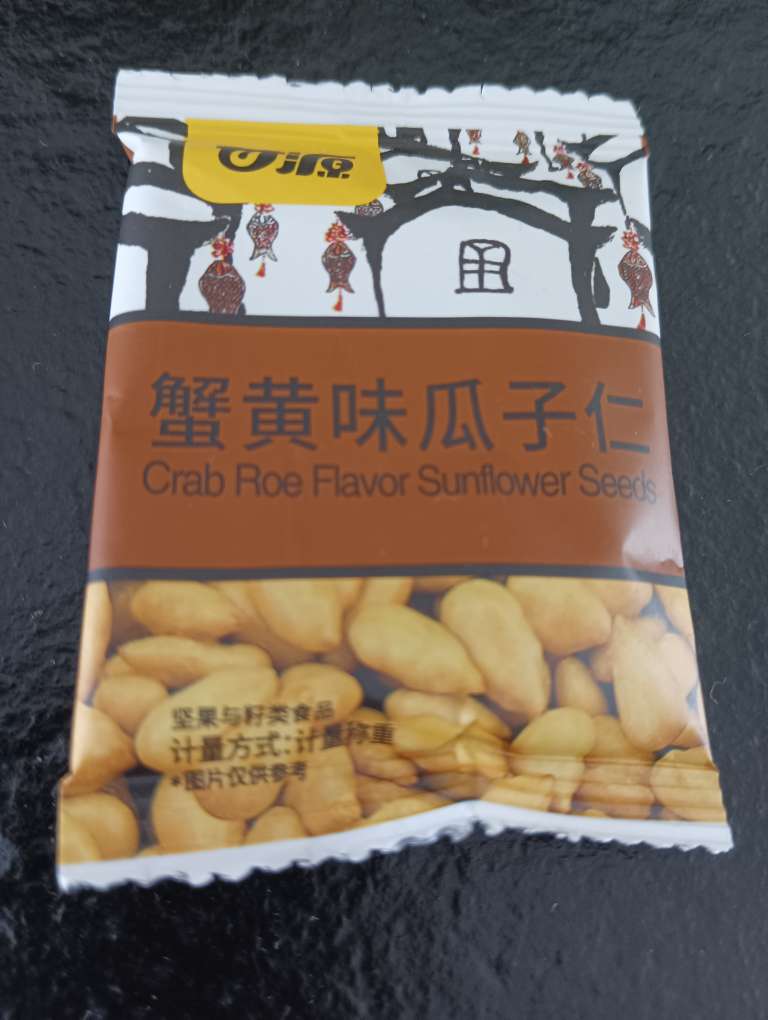 甘源
蟹黄味瓜子仁
Crab Roe Flavor Sunflower Seeds
坚果与籽类食品
计量方式:计量称重
*图片仅供参考